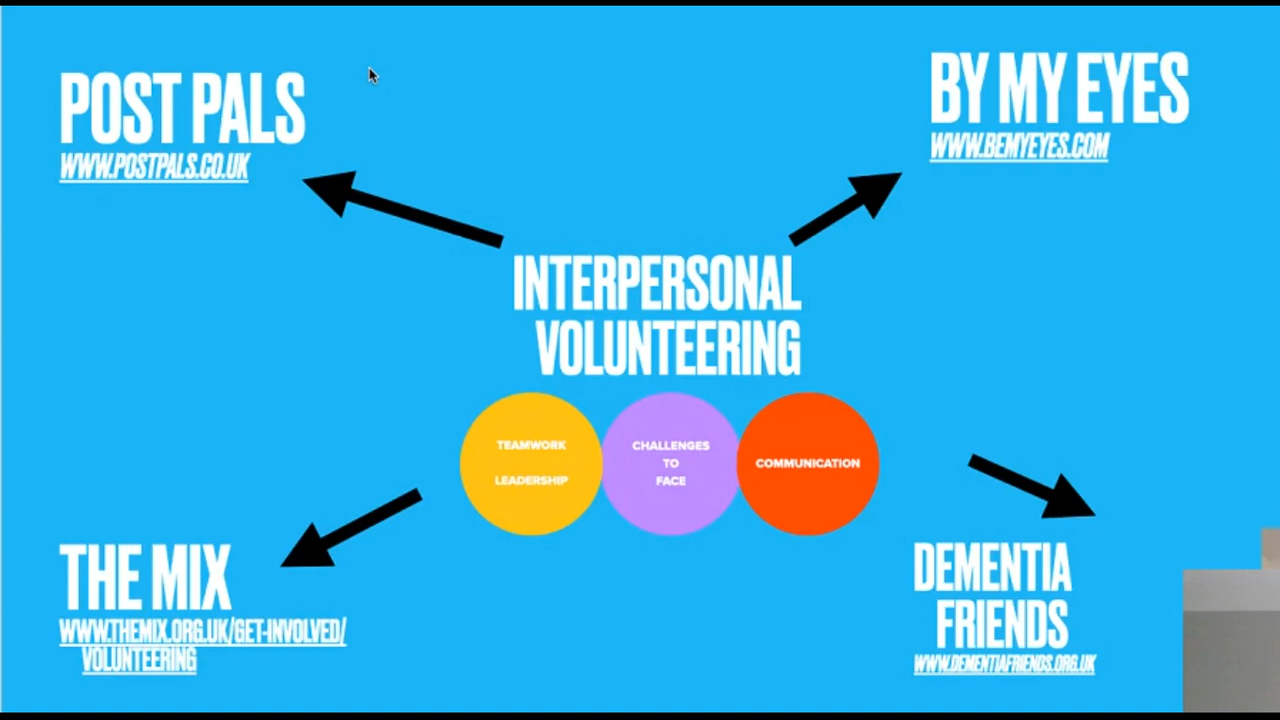 POST PALS
WWW.POSTPALS.CO.UK
BY MY EYES
WWW.BEMYEYES.COM
INTERPERSONAL
VOLUNTEERING
TEAMWORK
LEADERSHIP
CHALLENGES
TO
FACE
COMMUNICATION
THE MIX
WWW.THEMIX.ORG.UK/GET-INVOLVED/
VOLUNTEERING
DEMENTIA
FRIENDS
WWW.DEMENTIAFRIENDS.ORG.UK